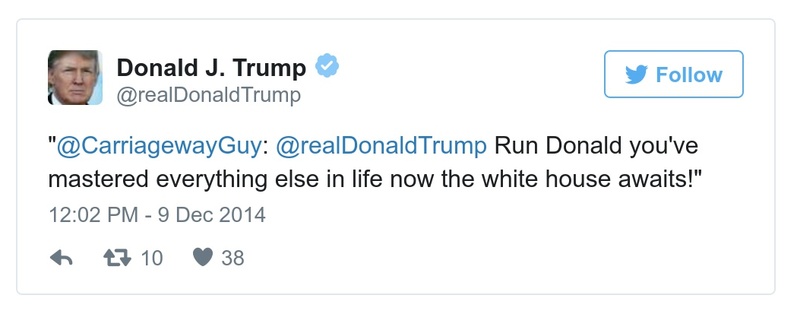 Donald J. Trump
@realDonaldTrump
Follow
"@CarriagewayGuy: @realDonaldTrump Run Donald you've
mastered everything else in life now the white house awaits!"
12:02 PM - 9 Dec 2014
10 38